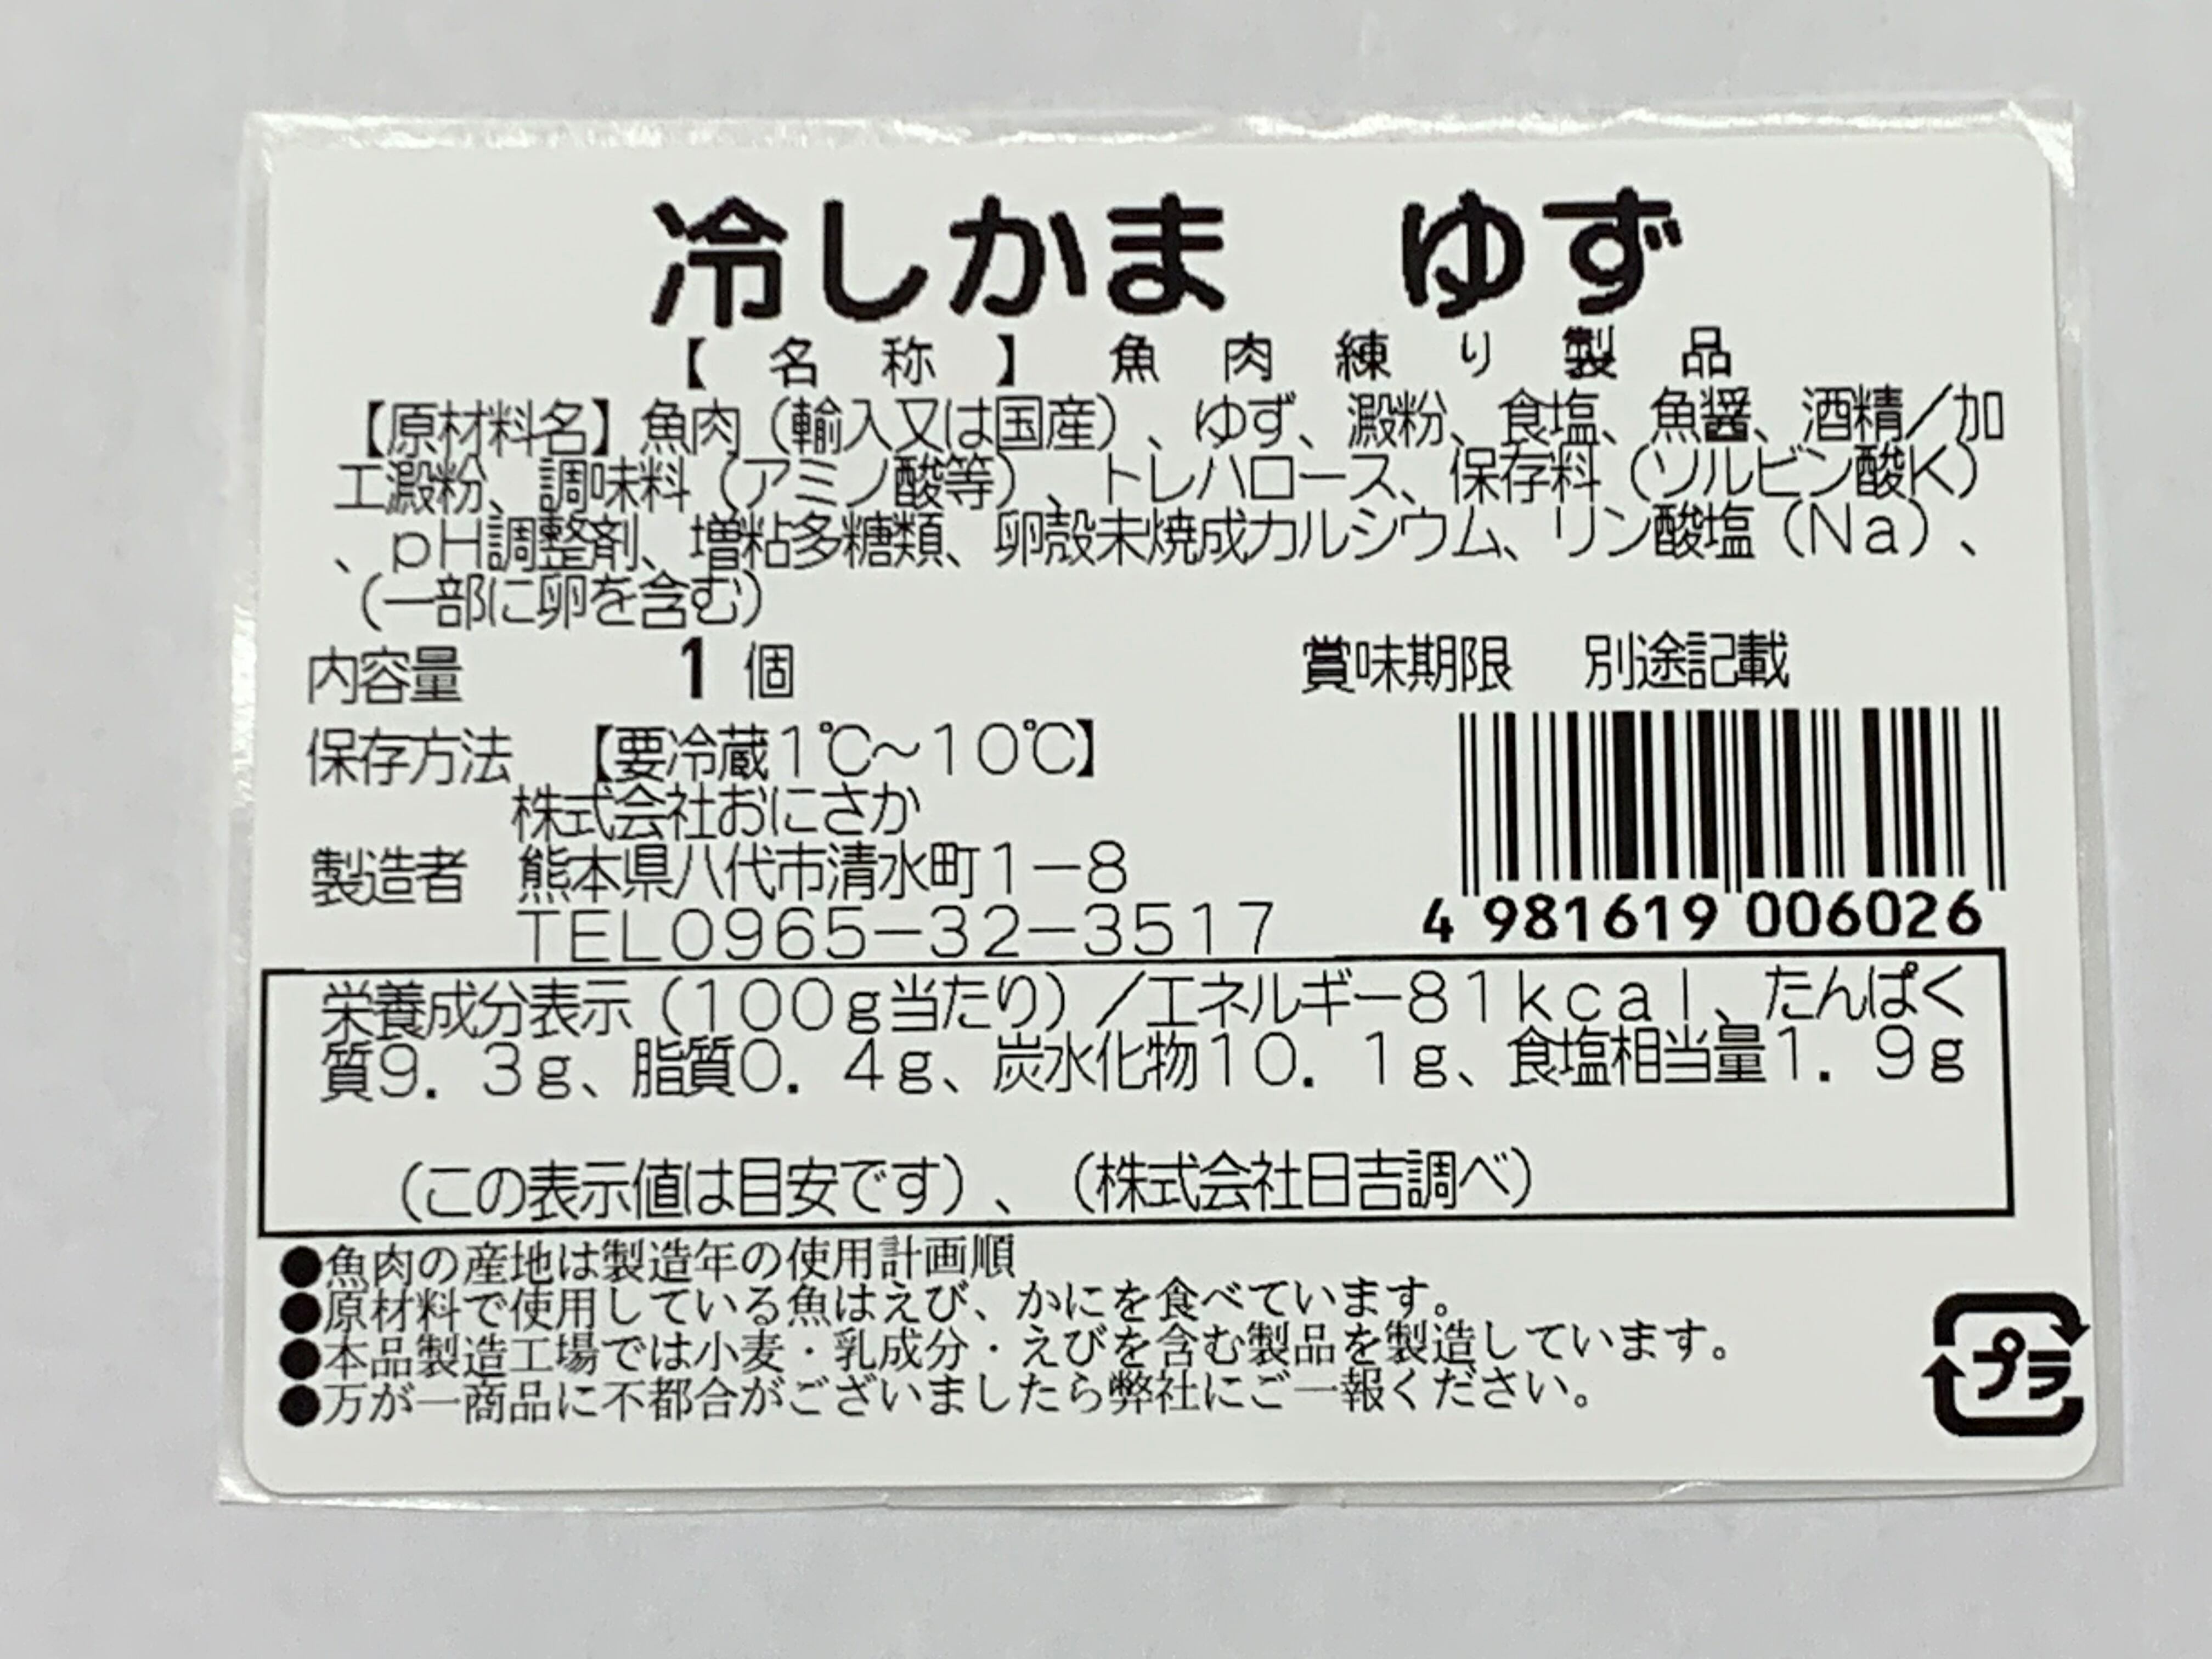 冷しかま　ゆず
【名称】魚肉練り製品
【原材料名】魚肉（輸入又は国産）、ゆず、澱粉、食塩、魚醤、酒精／加
工澱粉、調味料（アミノ酸等）、トレハロース、保存料（ソルビン酸K）
、pH調整剤、増粘多糖類、卵殻未焼成カルシウム、リン酸塩（Na）、
（一部に卵を含む）
内容量　1個　賞味期限　別途記載
保存方法　【要冷蔵1℃～10℃】
株式会社おにさか
製造者　熊本県八代市清水町1－8
TEL0965－32－3517
4 981619 006026
栄養成分表示（100g当たり）／エネルギー81kcal、たんぱく
質9．3g、脂質0．4g、炭水化物10．1g、食塩相当量1．9g
（この表示値は目安です）、（株式会社日吉調べ）
●魚肉の産地は製造年の使用計画順
●原材料で使用している魚はえび、かにを食べています。
●本品製造工場では小麦・乳成分・えびを含む製品を製造しています。
●万が一商品に不都合がございましたら弊社にご一報ください。
プラ